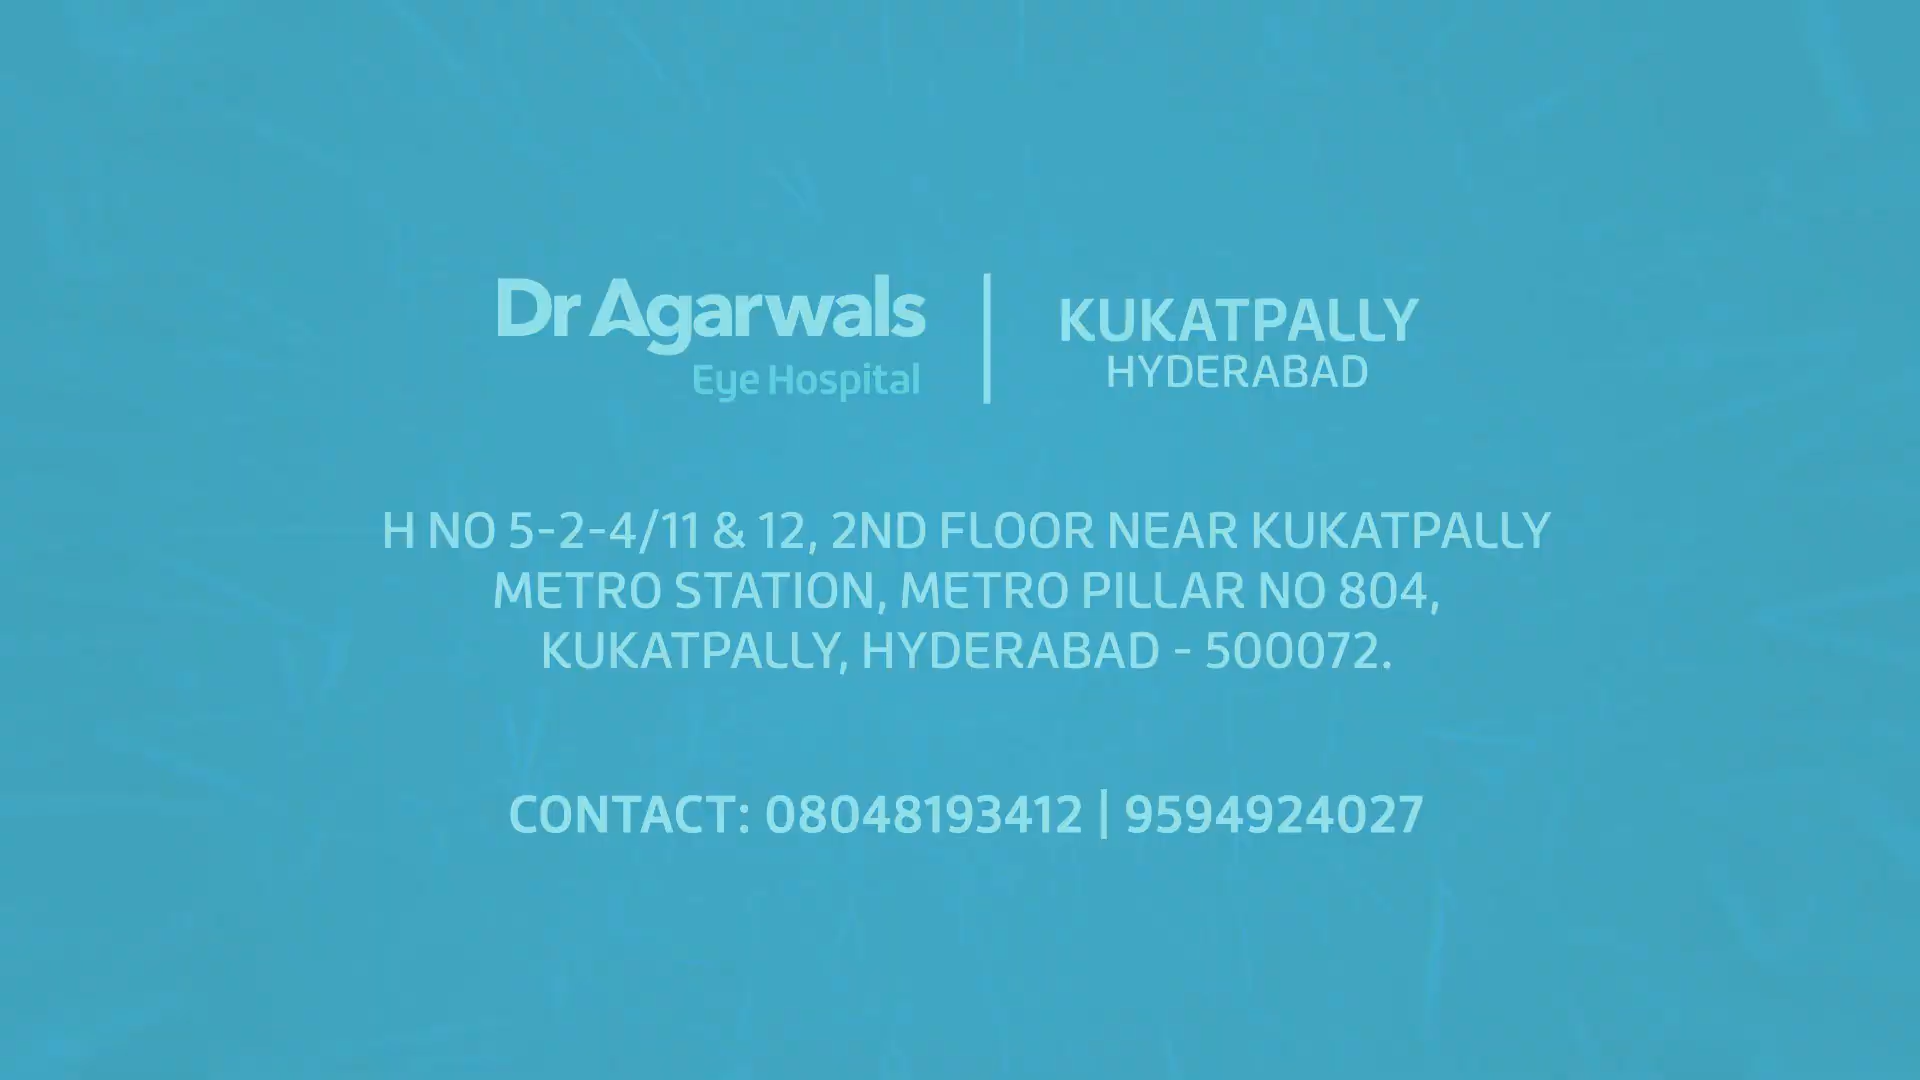 Dr Agarwals
Eye Hospital
KUKATPALLY
HYDERABAD
H NO 5-2-4/11 & 12, 2ND FLOOR NEAR KUKATPALLY
METRO STATION, METRO PILLAR NO 804,
KUKATPALLY, HYDERABAD - 500072.
CONTACT: 08048193412 | 9594924027